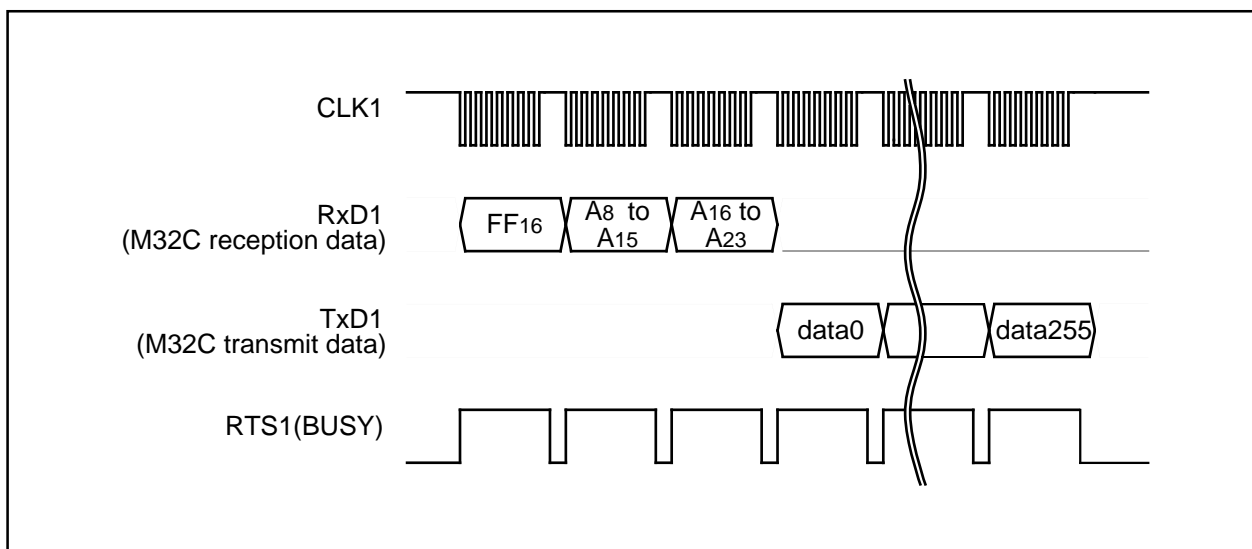 CLK1
RxD1
(M32C reception data)
FF16
A8 to
A15
A16 to
A23
TxD1
(M32C transmit data)
data0
data255
RTS1(BUSY)